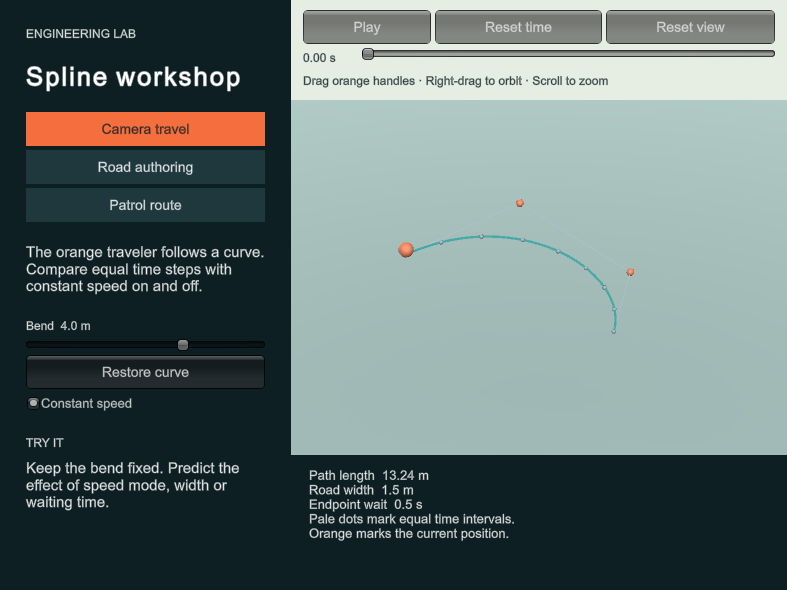 ENGINEERING LAB
Spline workshop
Camera travel
Road authoring
Patrol route
The orange traveler follows a curve.
Compare equal time steps with
constant speed on and off.
Bend 4.0 m
Restore curve
Constant speed
TRY IT
Keep the bend fixed. Predict the
effect of speed mode, width or
waiting time.
Play
Reset time
Reset view
0.00 s
Drag orange handles · Right-drag to orbit · Scroll to zoom
Path length 13.24 m
Road width 1.5 m
Endpoint wait 0.5 s
Pale dots mark equal time intervals.
Orange marks the current position.